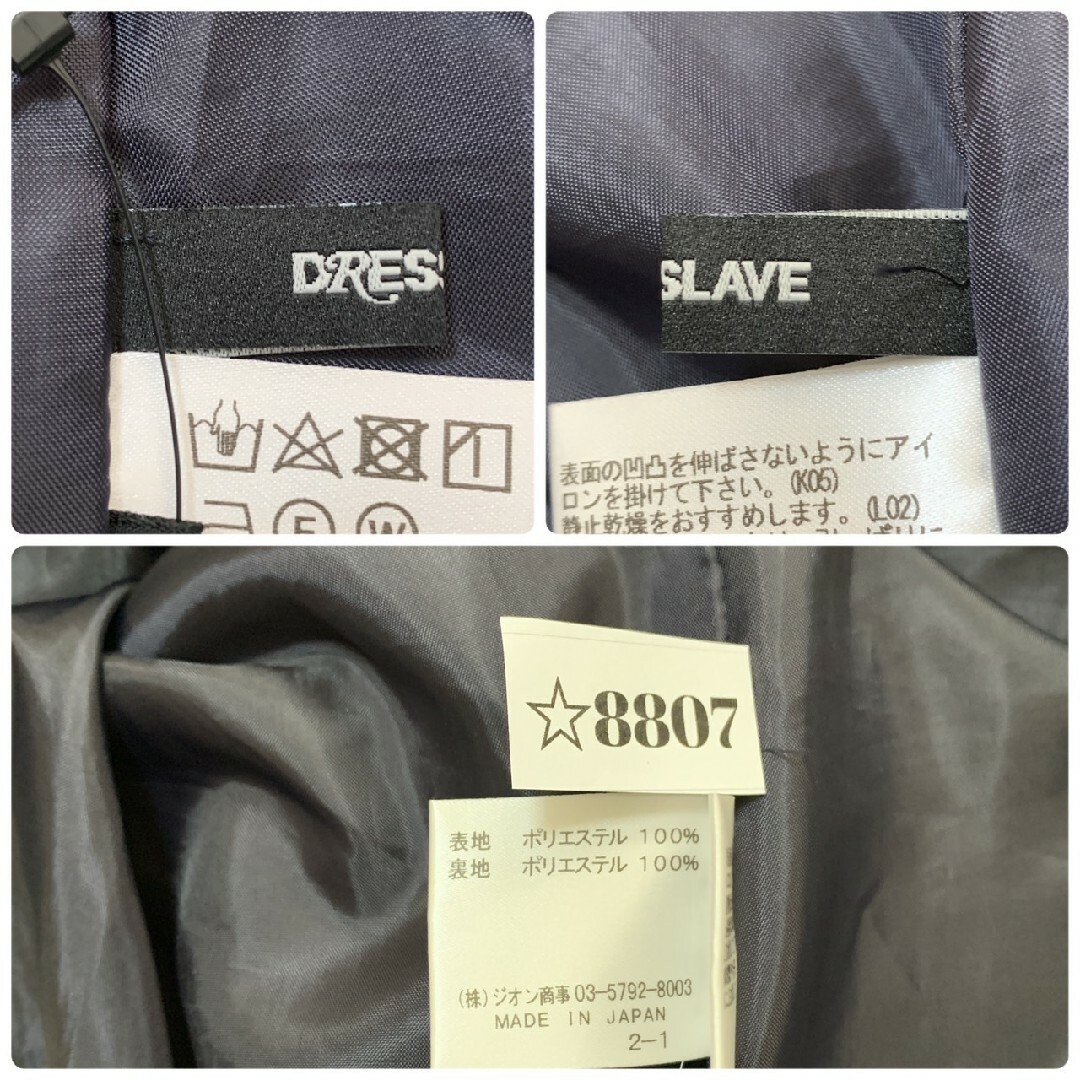 DRESS
SLAVE
表面の凹凸を伸ばさないようにアイ
ロンを掛けて下さい。(K05)
静止乾燥をおすすめします。(L02)
☆8807
表地 ポリエステル 100%
裏地 ポリエステル 100%
(株)ジオン商事 03-5792-8003
MADE IN JAPAN
2-1